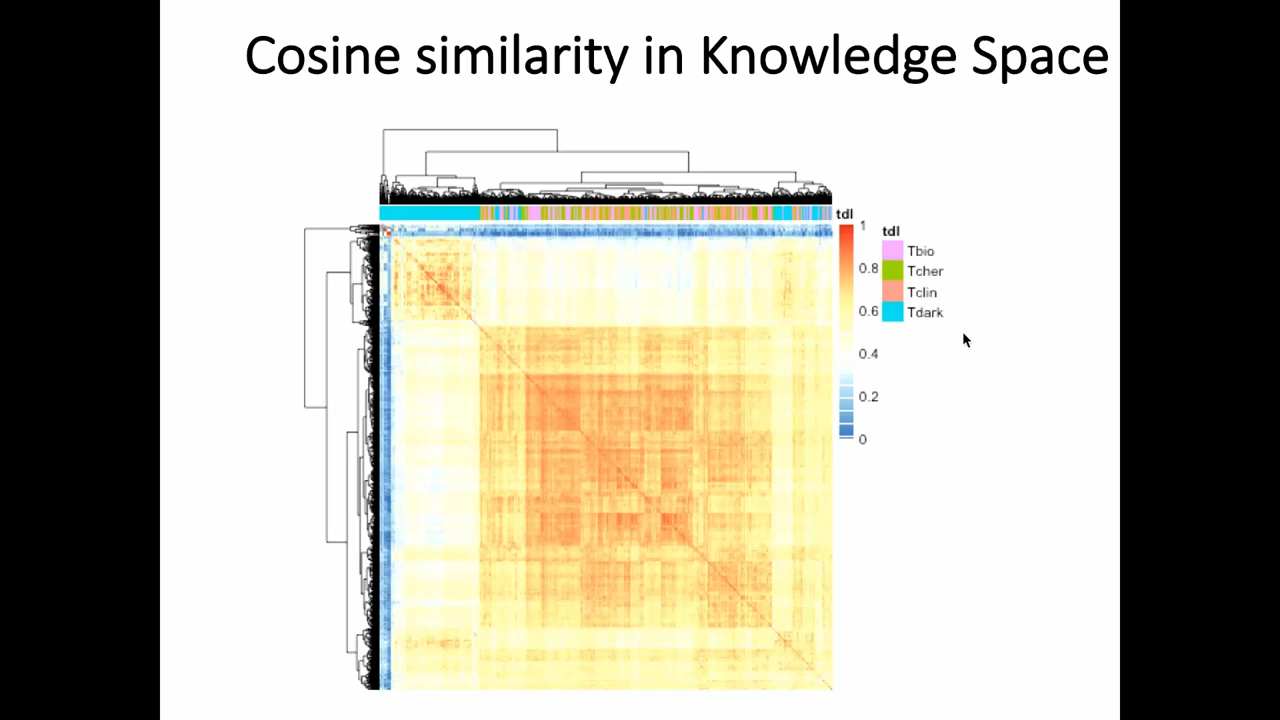 Cosine similarity in Knowledge Space
tdl
1
0.8
0.6
0.4
0.2
0
tdl
Tbio
Tcher
Tclin
Tdark